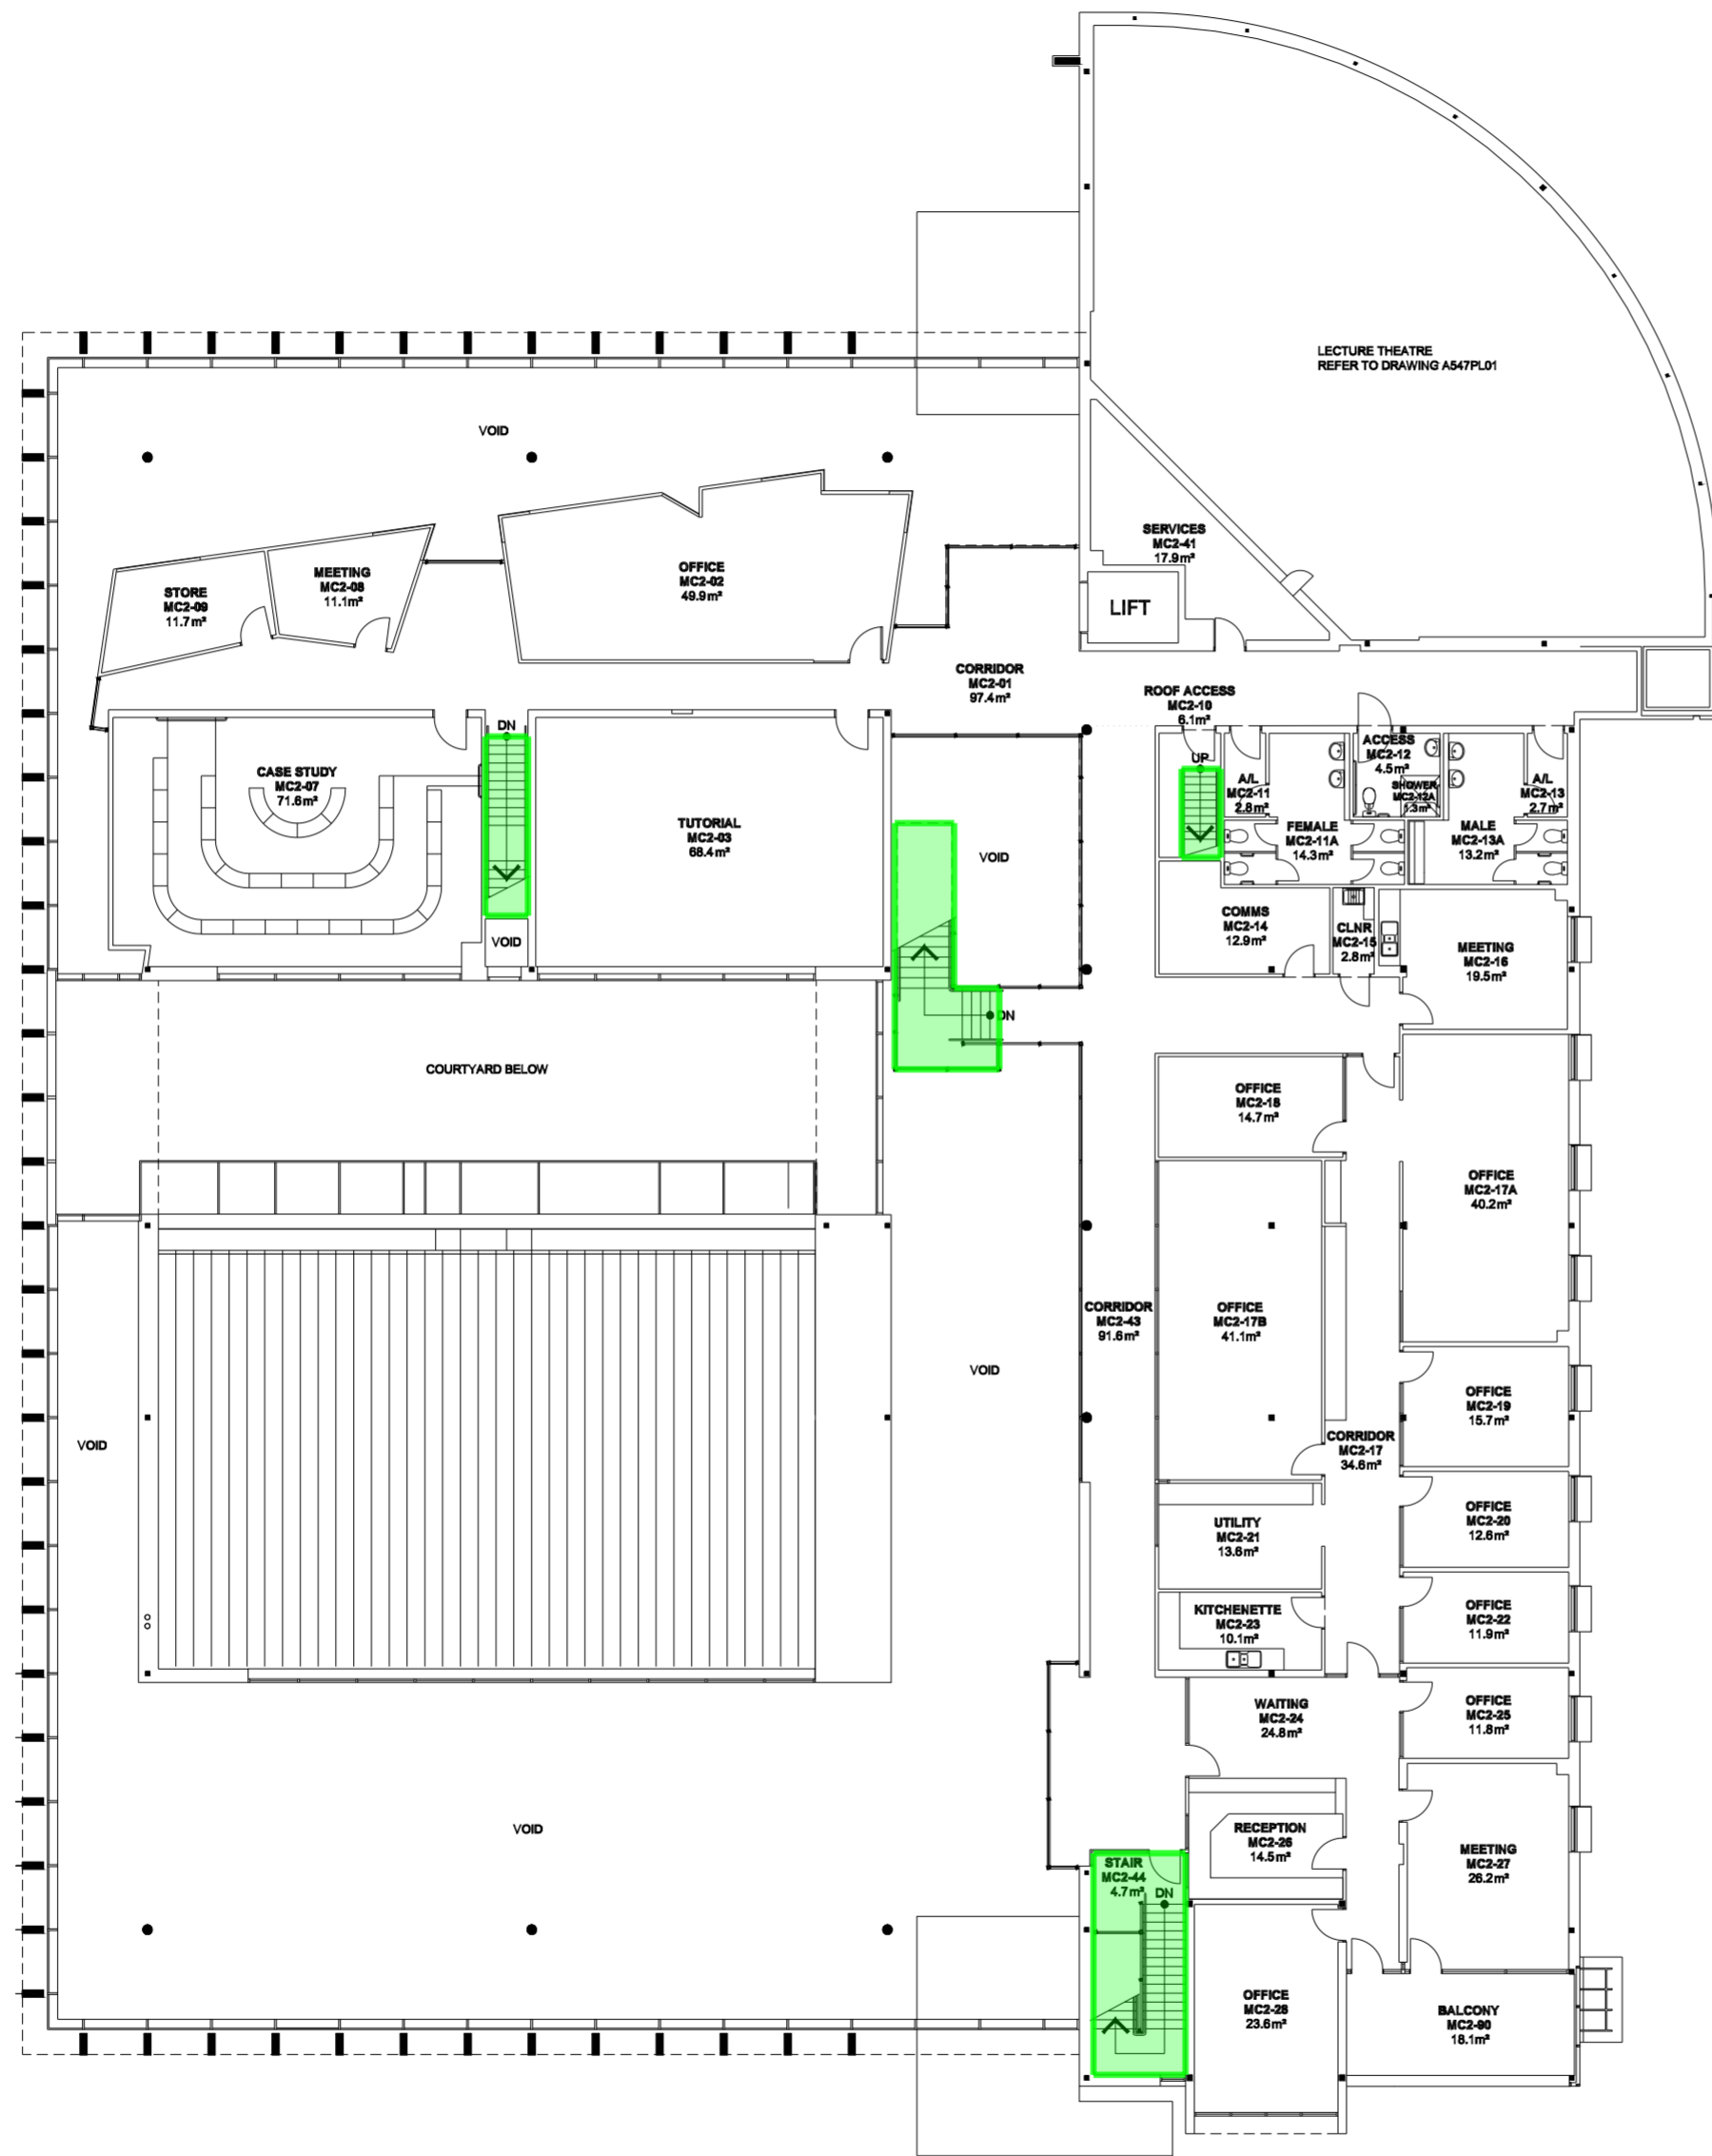 LECTURE THEATRE
REFER TO DRAWING A547PL01
VOID
SERVICES
MC2-41
17.9m²
OFFICE
MC2-02
49.9m²
MEETING
MC2-08
11.1m²
STORE
MC2-09
11.7m²
LIFT
CORRIDOR
MC2-01
97.4m²
ROOF ACCESS
MC2-10
6.1m²
DN
ACCESS
MC2-12
4.5m²
UP
CASE STUDY
MC2-07
71.6m²
A/L
MC2-11
2.8m²
SHOWER
MC2-12A
A/L
MC2-13
2.7m²
TUTORIAL
MC2-03
68.4m²
FEMALE
MC2-11A
14.3m²
MALE
MC2-13A
13.2m²
VOID
COMMS
MC2-14
12.9m²
CLNR
MC2-15
2.8m²
MEETING
MC2-16
19.5m²
VOID
DN
COURTYARD BELOW
OFFICE
MC2-18
14.7m²
OFFICE
MC2-17A
40.2m²
CORRIDOR
MC2-43
91.6m²
OFFICE
MC2-17B
41.1m²
VOID
OFFICE
MC2-19
15.7m²
VOID
CORRIDOR
MC2-17
34.6m²
OFFICE
MC2-20
12.6m²
UTILITY
MC2-21
13.6m²
OFFICE
MC2-22
11.9m²
KITCHENETTE
MC2-23
10.1m²
WAITING
MC2-24
24.8m²
OFFICE
MC2-25
11.8m²
VOID
RECEPTION
MC2-26
14.5m²
MEETING
MC2-27
26.2m²
STAIR
MC2-44
4.7m²
DN
OFFICE
MC2-28
23.6m²
BALCONY
MC2-90
18.1m²